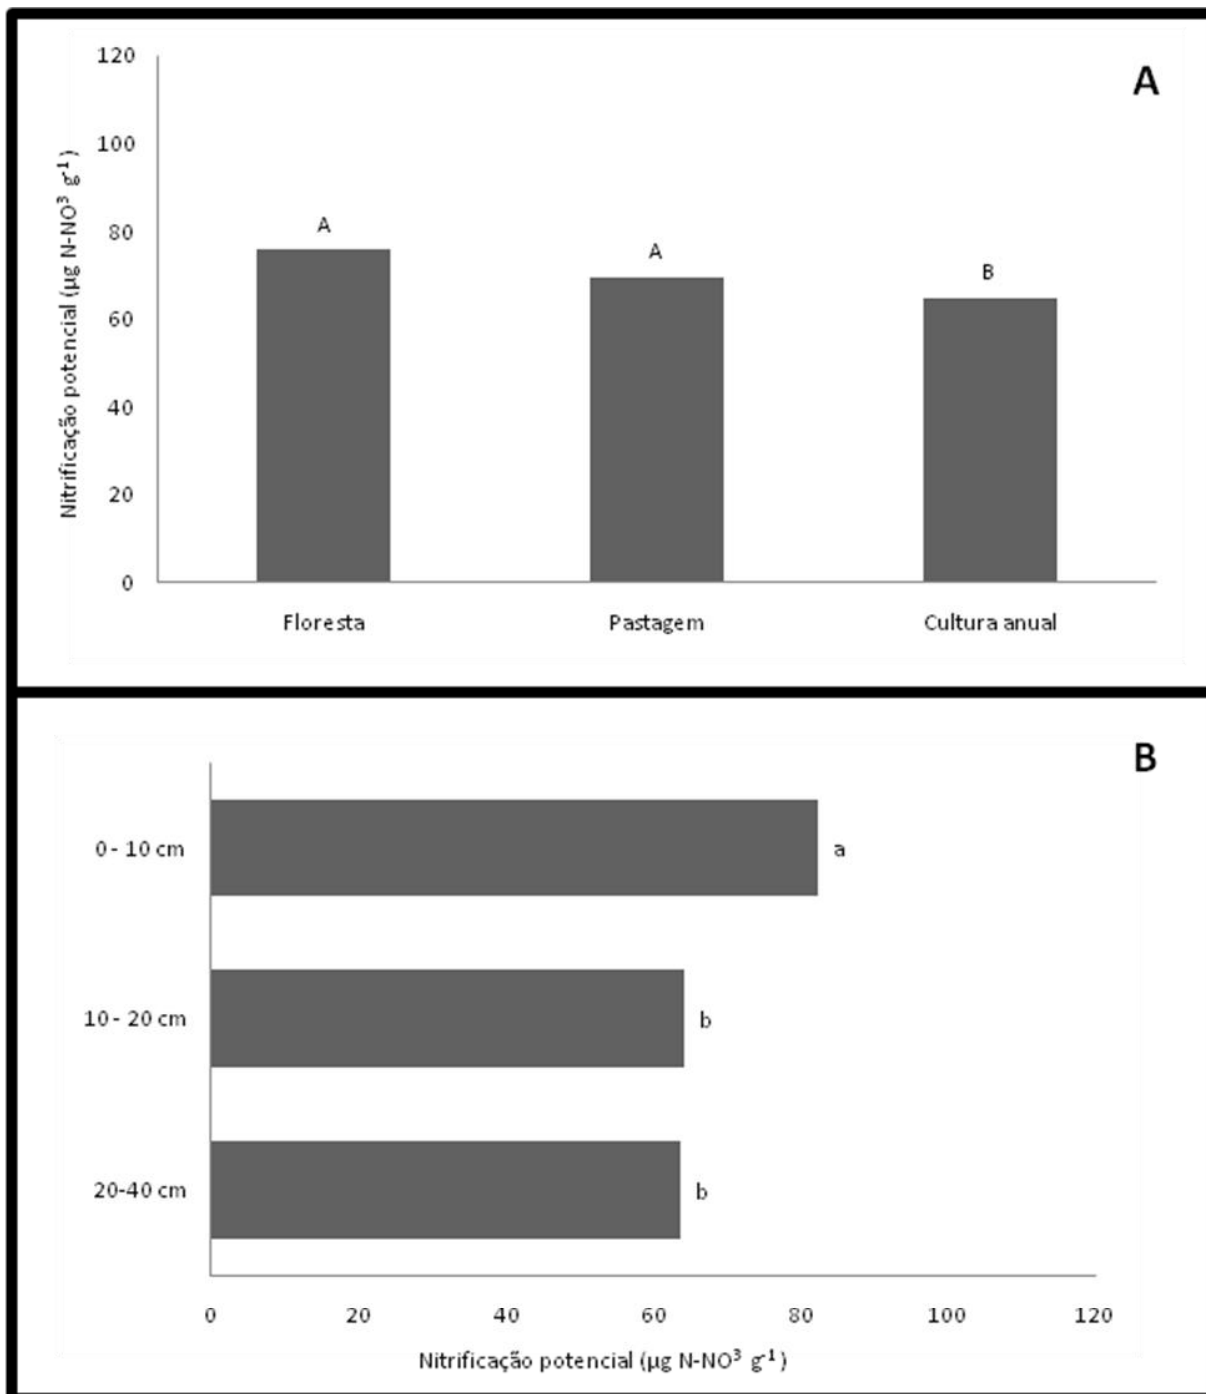 A
120
100
80
60
40
20
0
Nitrificação potencial (µg N-NO³ g⁻¹)
A
A
B
Floresta
Pastagem
Cultura anual
B
0 - 10 cm
a
10 - 20 cm
b
20-40 cm
b
0 20 40 60 80 100 120
Nitrificação potencial (µg N-NO³ g⁻¹)